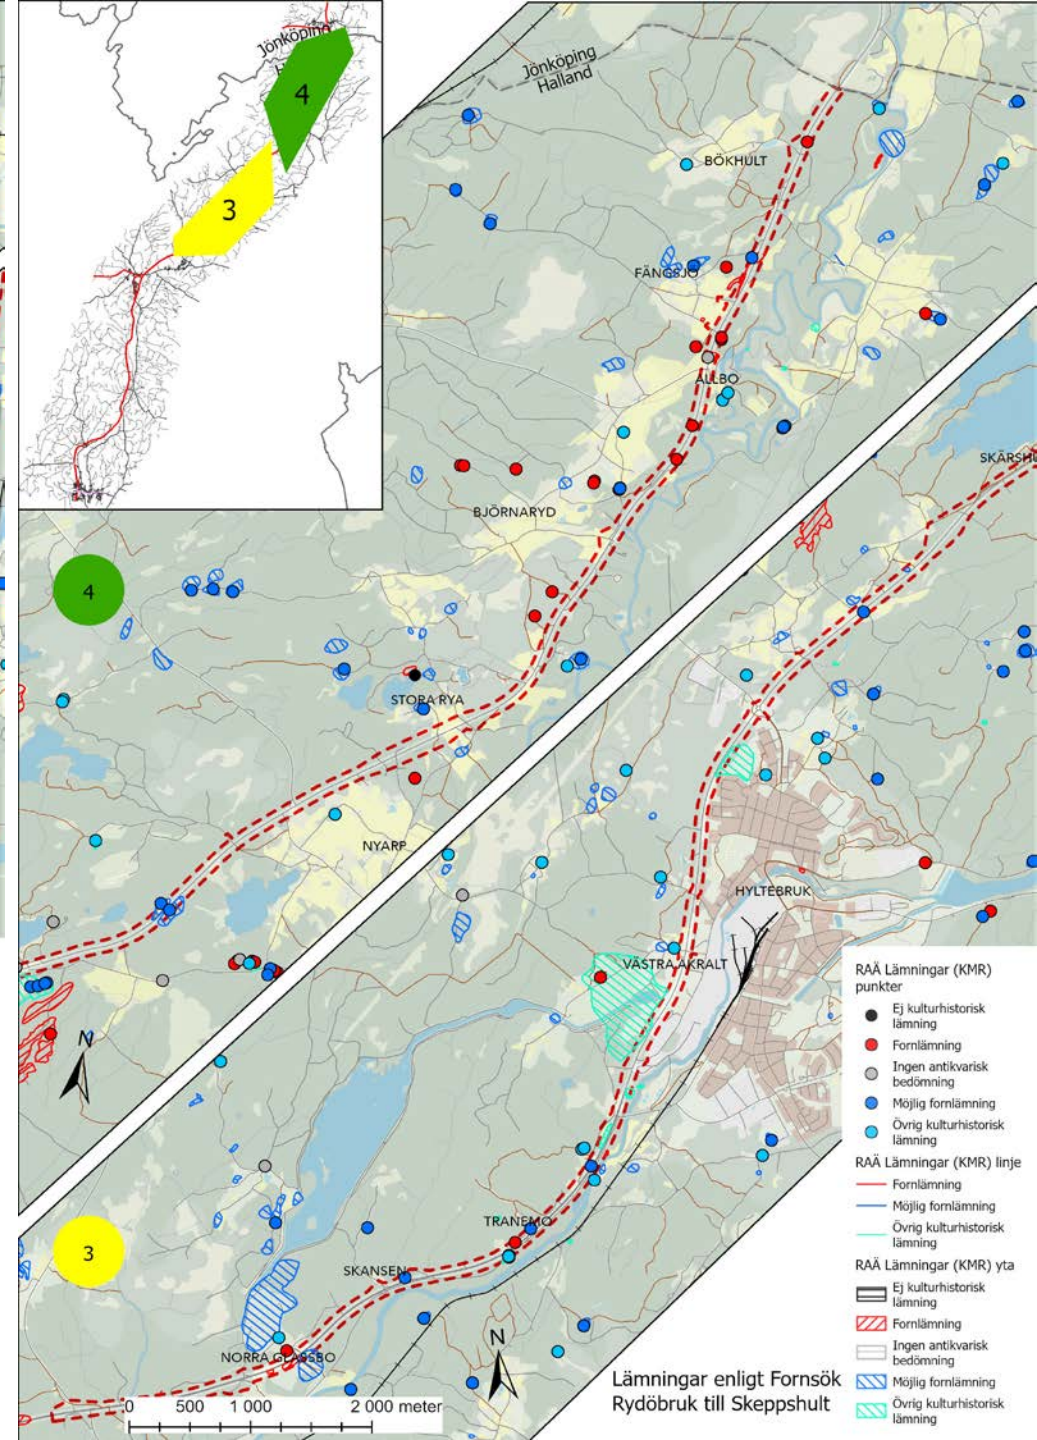 Jönköping
H
4
3
Jönköping
Halland
BÖKHULT
FÄNGSJÖ
ALLBO
SKÄRSHU
BJÖRNARYD
4
STORA RYA
NYARP
HYLTEBRUK
VÄSTRA ÅKRALT
N
TRANEMO
3
SKANSEN
NORRA GLASSBO
N
0 500 1 000 2 000 meter
RAÄ Lämningar (KMR)
punkter
Ej kulturhistorisk
lämning
Fornlämning
Ingen antikvarisk
bedömning
Möjlig fornlämning
Övrig kulturhistorisk
lämning
RAÄ Lämningar (KMR) linje
Fornlämning
Möjlig fornlämning
Övrig kulturhistorisk
lämning
RAÄ Lämningar (KMR) yta
Ej kulturhistorisk
lämning
Fornlämning
Ingen antikvarisk
bedömning
Möjlig fornlämning
Övrig kulturhistorisk
lämning
Lämningar enligt Fornsök
Rydöbruk till Skeppshult